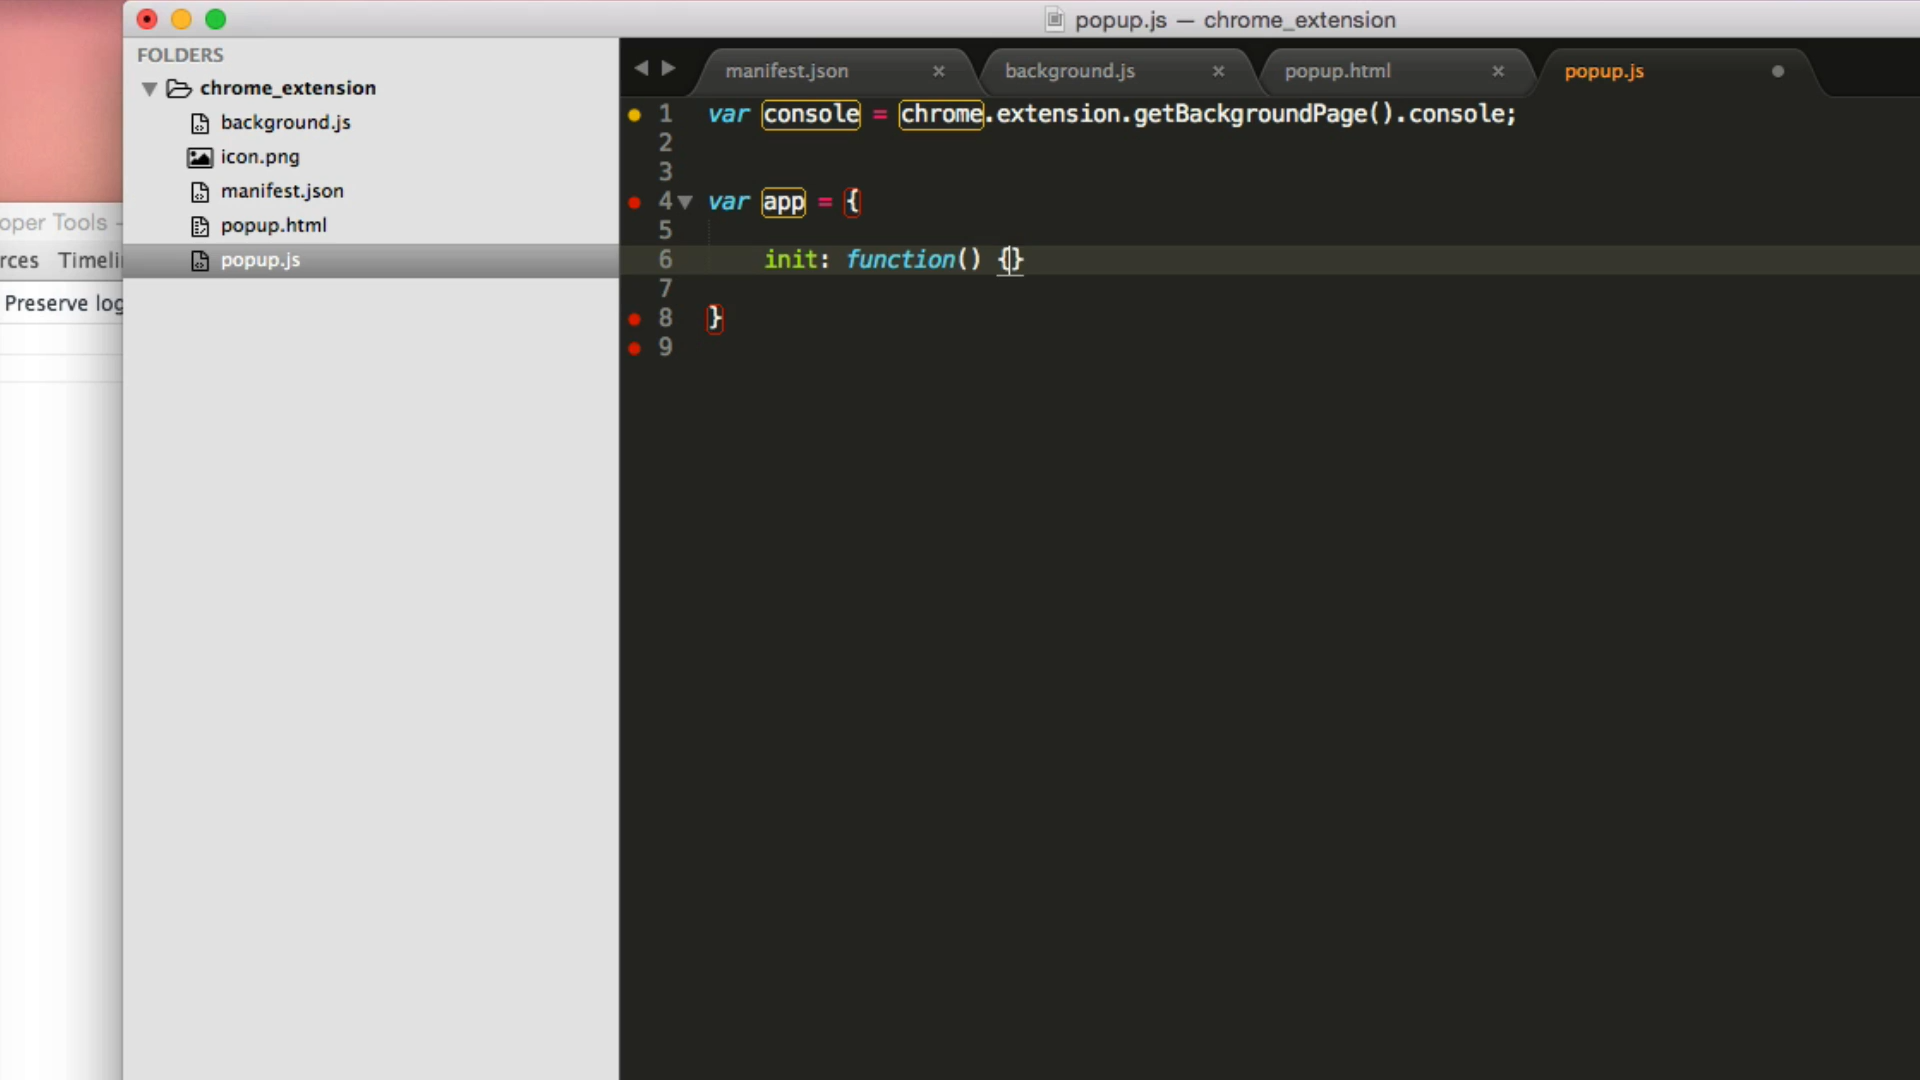 popup.js — chrome_extension
FOLDERS
chrome_extension
background.js
icon.png
manifest.json
popup.html
popup.js
oper Tools -
rces Timeli
Preserve log
manifest.json × background.js × popup.html × popup.js
1 var console = chrome.extension.getBackgroundPage().console;
2
3
4 var app = {
5
6 init: function() {}
7
8 }
9